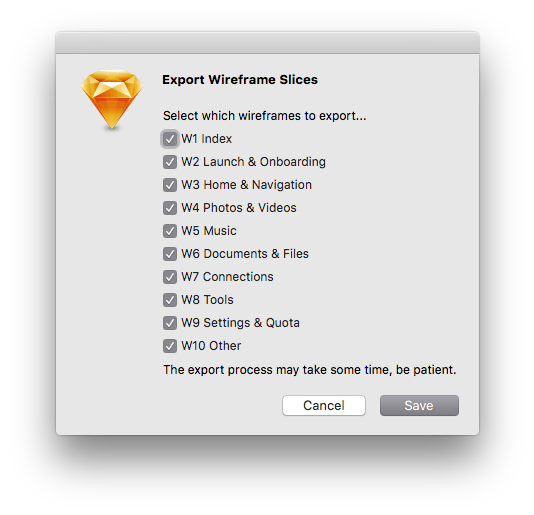 Export Wireframe Slices
Select which wireframes to export...
W1 Index
W2 Launch & Onboarding
W3 Home & Navigation
W4 Photos & Videos
W5 Music
W6 Documents & Files
W7 Connections
W8 Tools
W9 Settings & Quota
W10 Other
The export process may take some time, be patient.
Cancel Save